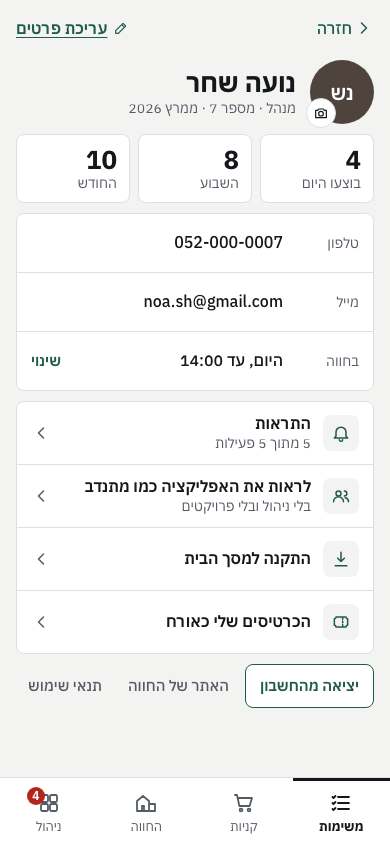 חזרה
עריכת פרטים
נש
נועה שחר
מנהל · מספר 7 · ממרץ 2026
4
בוצעו היום
8
השבוע
10
החודש
טלפון
052-000-0007
מייל
noa.sh@gmail.com
בחווה
היום, עד 14:00
שינוי
התראות
5 מתוך 5 פעילות
לראות את האפליקציה כמו מתנדב
בלי ניהול ובלי פרויקטים
התקנה למסך הבית
הכרטיסים שלי כאורח
יציאה מהחשבון
האתר של החווה
תנאי שימוש
משימות
קניות
החווה
4
ניהול